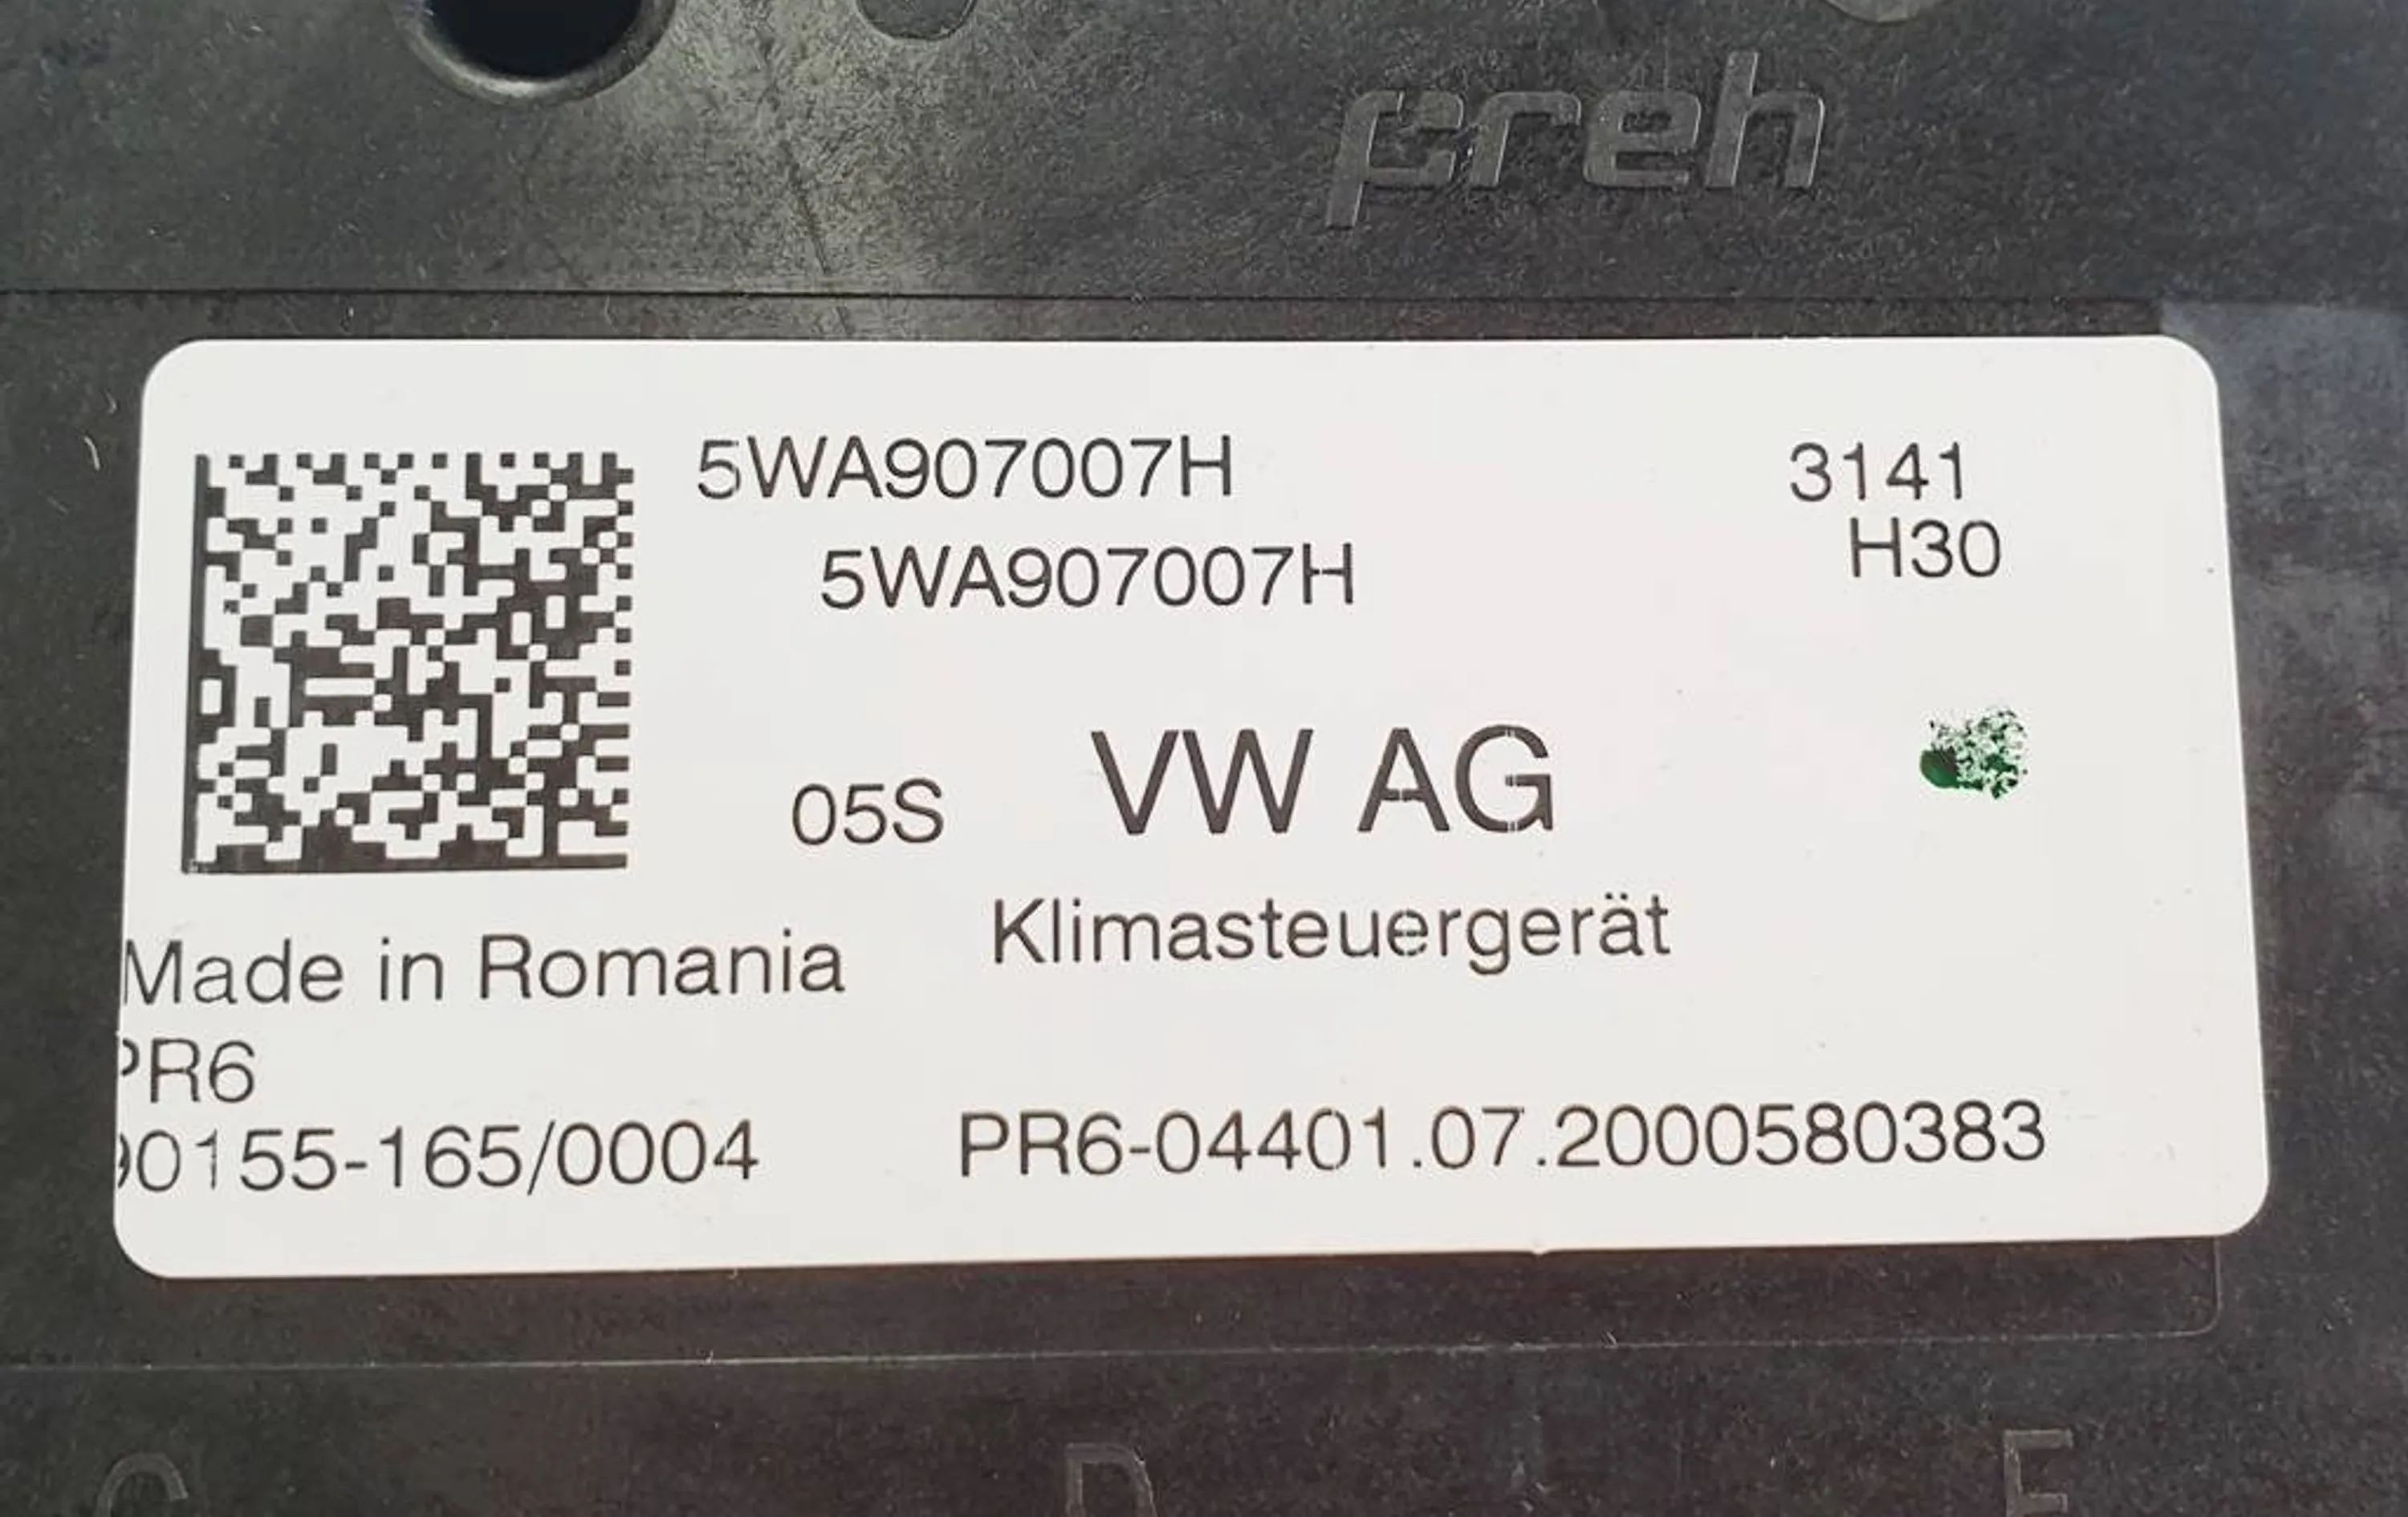 preh
5WA907007H 3141
5WA907007H H30
05S VW AG
Made in Romania Klimasteuergerät
PR6
90155-165/0004 PR6-04401.07.2000580383
C D E